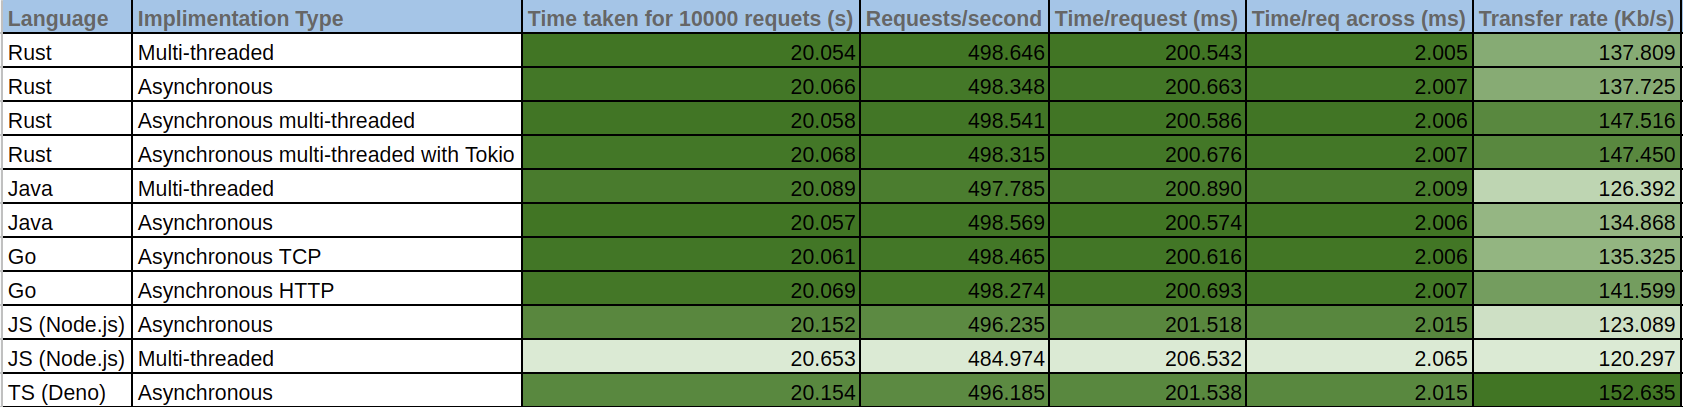 Language Implimentation Type Time taken for 10000 requets (s) Requests/second Time/request (ms) Time/req across (ms) Transfer rate (Kb/s)
Rust Multi-threaded 20.054 498.646 200.543 2.005 137.809
Rust Asynchronous 20.066 498.348 200.663 2.007 137.725
Rust Asynchronous multi-threaded 20.058 498.541 200.586 2.006 147.516
Rust Asynchronous multi-threaded with Tokio 20.068 498.315 200.676 2.007 147.450
Java Multi-threaded 20.089 497.785 200.890 2.009 126.392
Java Asynchronous 20.057 498.569 200.574 2.006 134.868
Go Asynchronous TCP 20.061 498.465 200.616 2.006 135.325
Go Asynchronous HTTP 20.069 498.274 200.693 2.007 141.599
JS (Node.js) Asynchronous 20.152 496.235 201.518 2.015 123.089
JS (Node.js) Multi-threaded 20.653 484.974 206.532 2.065 120.297
TS (Deno) Asynchronous 20.154 496.185 201.538 2.015 152.635